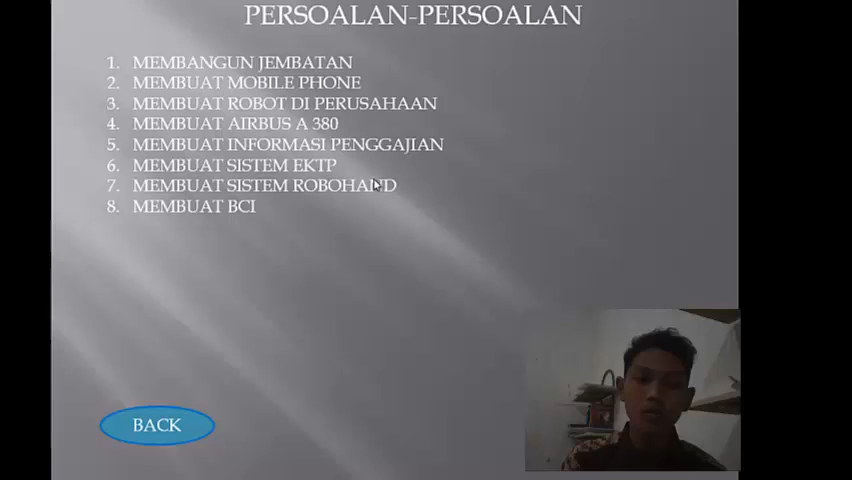 PERSOALAN-PERSOALAN
1. MEMBANGUN JEMBATAN
2. MEMBUAT MOBILE PHONE
3. MEMBUAT ROBOT DI PERUSAHAAN
4. MEMBUAT AIRBUS A 380
5. MEMBUAT INFORMASI PENGGAJIAN
6. MEMBUAT SISTEM EKTP
7. MEMBUAT SISTEM ROBOHAND
8. MEMBUAT BCI
BACK